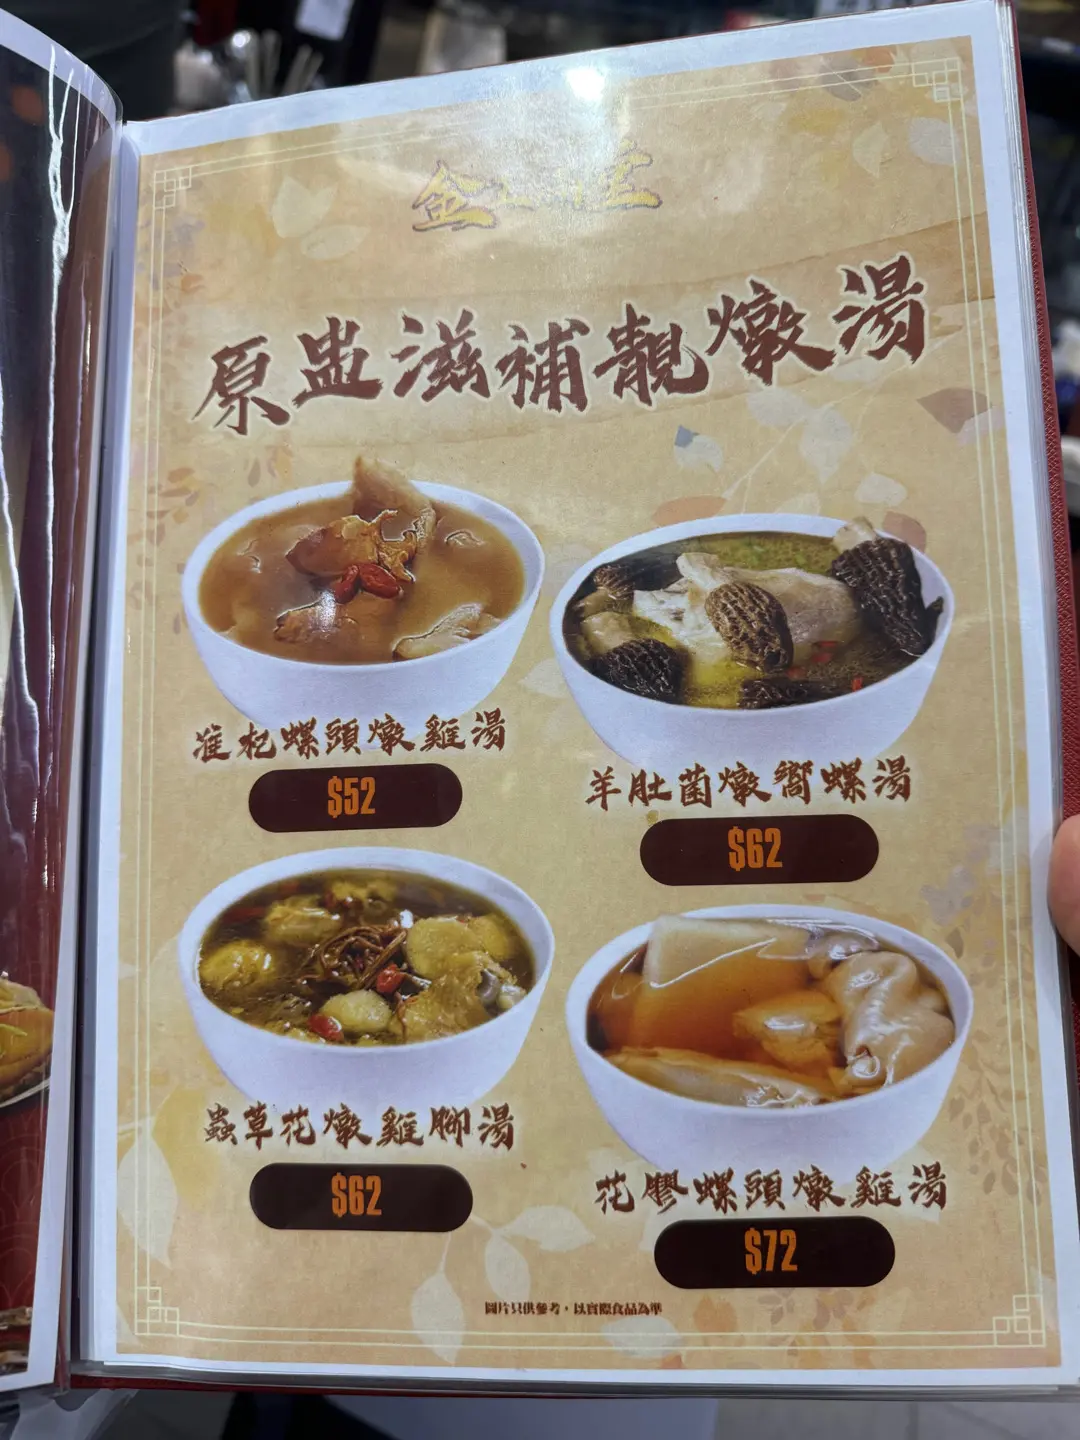 金
原盅滋補靚燉湯
淮杞螺頭燉雞湯
$52
羊肚菌燉嚮螺湯
$62
蟲草花燉雞腳湯
$62
花膠螺頭燉雞湯
$72
圖片只供參考，以實際食品為準